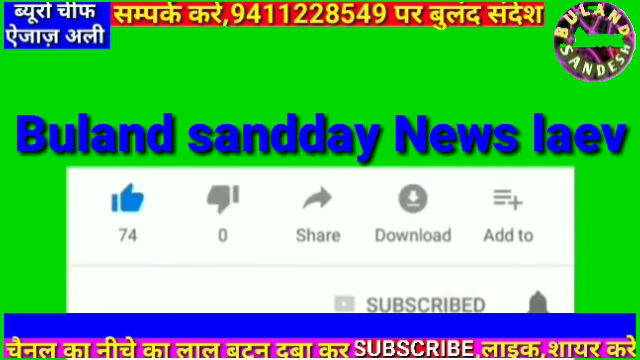 ब्यूरो चीफ
ऐजाज़ अली
सम्पर्क करें,9411228549 पर बुलंद संदेश
BULAND
SANDESH
Buland sandday News laev
74 0 Share Download Add to
SUBSCRIBED
चैनल का नीचे का लाल बटन दबा कर SUBSCRIBE,लाइक,शायर करे